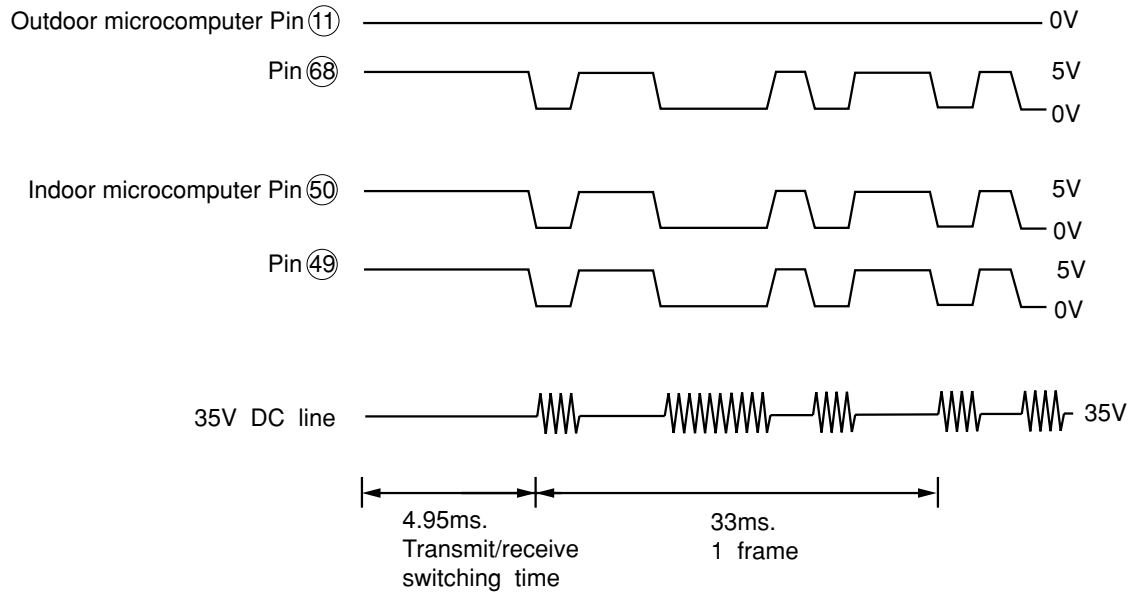 Outdoor microcomputer Pin ⑪ 0V
Pin 68 5V
0V
Indoor microcomputer Pin 50 5V
0V
Pin 49 5V
0V
35V DC line 35V
4.95ms. 33ms.
Transmit/receive 1 frame
switching time